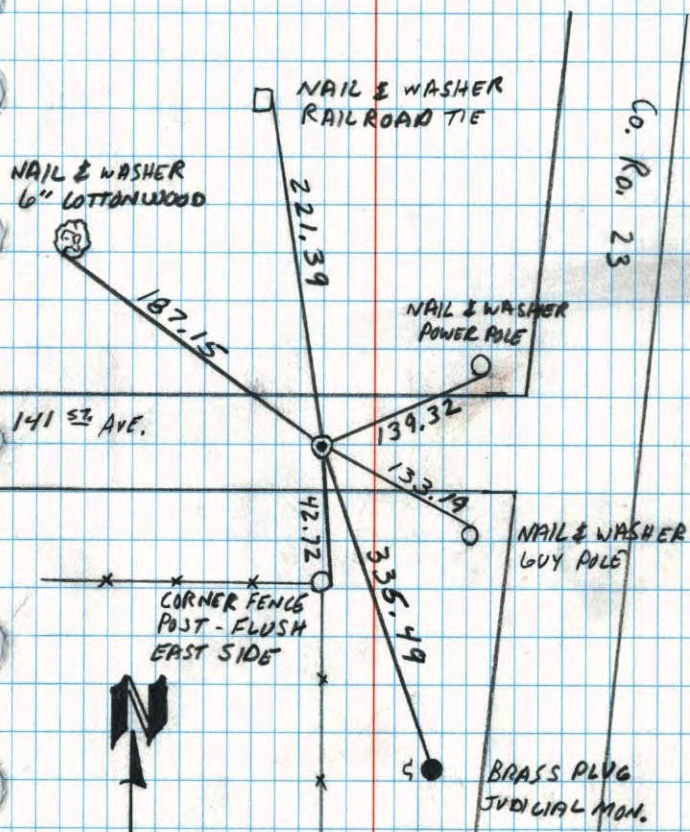 NAIL & WASHER
RAILROAD TIE
Co. Rd. 23
NAIL & WASHER
6" COTTONWOOD
221.39
187.15
NAIL & WASHER
POWER POLE
139.32
141 ST. AVE.
133.19
42.72
335.49
NAIL & WASHER
GUY POLE
CORNER FENCE
POST - FLUSH
EAST SIDE
N
BRASS PLUG
JUDICIAL MON.